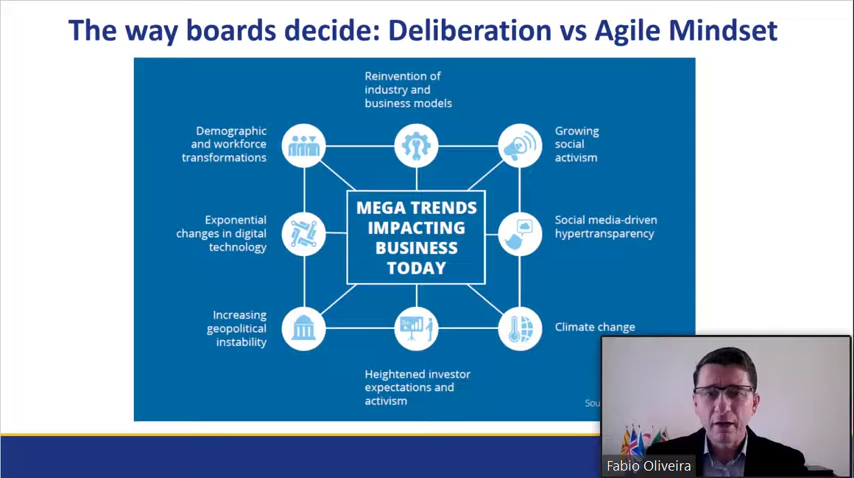 The way boards decide: Deliberation vs Agile Mindset
Reinvention of
industry and
business models
Demographic
and workforce
transformations
Growing
social
activism
Exponential
changes in digital
technology
MEGA TRENDS
IMPACTING
BUSINESS
TODAY
Social media-driven
hypertransparency
Increasing
geopolitical
instability
Heightened investor
expectations and
activism
Climate change
Fabio Oliveira